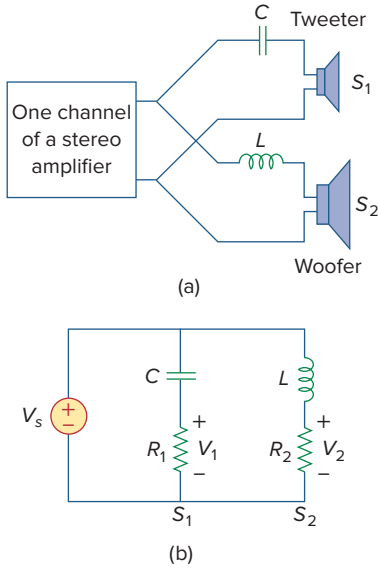 C
Tweeter
S1
One channel
of a stereo
amplifier
L
S2
Woofer
(a)
C
L
Vs
+
−
R1
+
V1
−
R2
+
V2
−
S1
S2
(b)